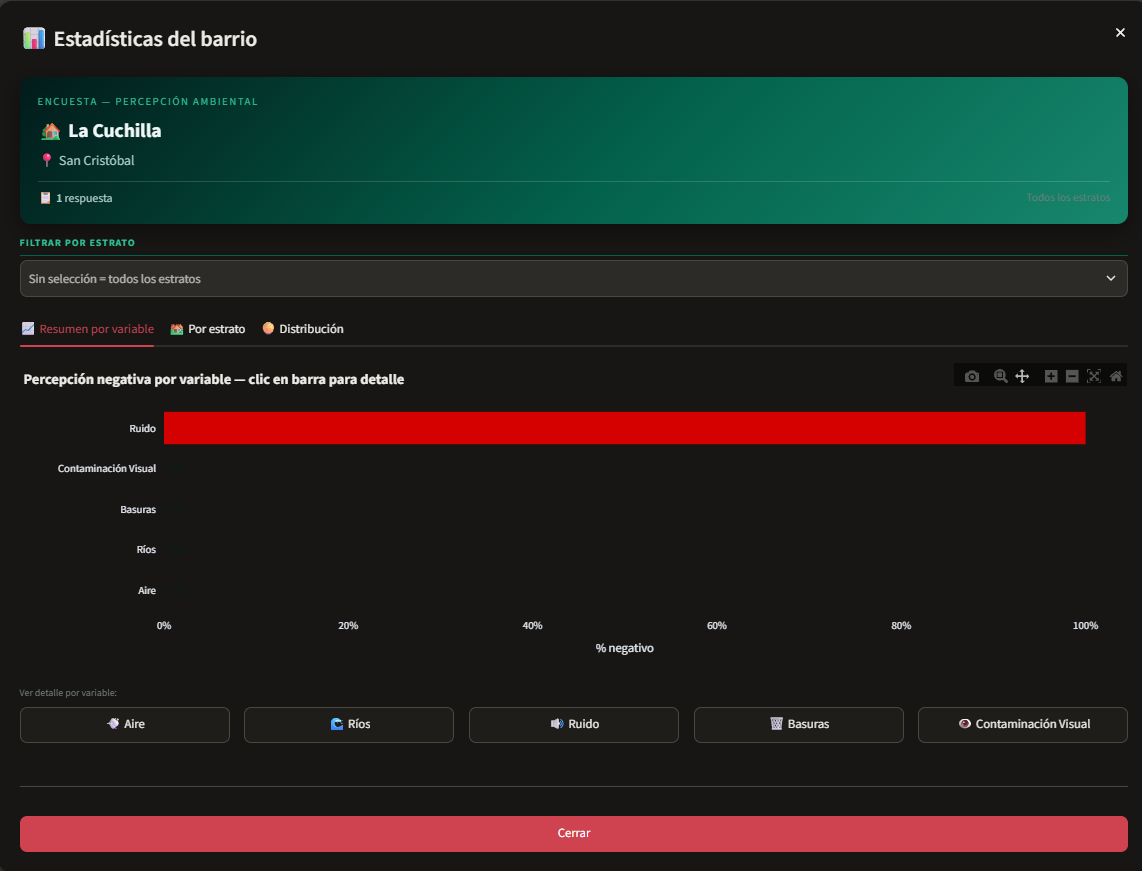 Estadísticas del barrio
ENCUESTA — PERCEPCIÓN AMBIENTAL
La Cuchilla
San Cristóbal
1 respuesta
Todos los estratos
FILTRAR POR ESTRATO
Sin selección = todos los estratos
Resumen por variable Por estrato Distribución
Percepción negativa por variable — clic en barra para detalle
Ruido
Contaminación Visual
Basuras
Ríos
Aire
0% 20% 40% 60% 80% 100%
% negativo
Ver detalle por variable:
Aire Ríos Ruido Basuras Contaminación Visual
Cerrar